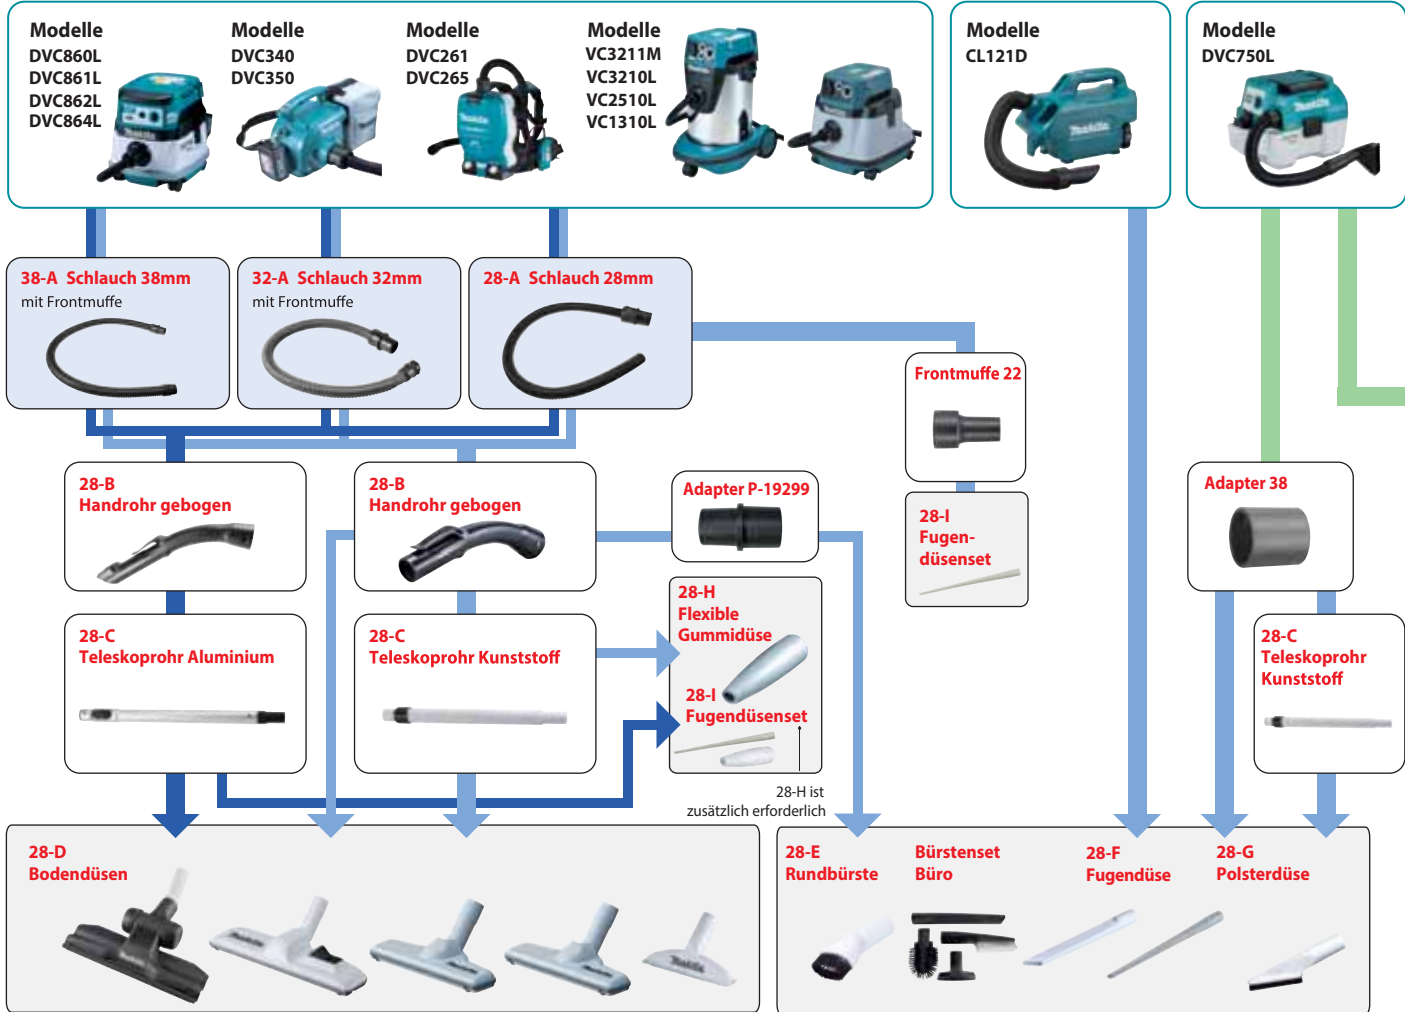 Modelle
DVC860L
DVC861L
DVC862L
DVC864L
Modelle
DVC340
DVC350
Modelle
DVC261
DVC265
Modelle
VC3211M
VC3210L
VC2510L
VC1310L
Modelle
CL121D
Modelle
DVC750L
38-A Schlauch 38mm
mit Frontmuffe
32-A Schlauch 32mm
mit Frontmuffe
28-A Schlauch 28mm
Frontmuffe 22
28-B
Handrohr gebogen
28-B
Handrohr gebogen
Adapter P-19299
28-I
Fugen-
düsenset
Adapter 38
28-C
Teleskoprohr Aluminium
28-C
Teleskoprohr Kunststoff
28-H
Flexible
Gummidüse
28-I
Fugendüsenset
28-H ist
zusätzlich erforderlich
28-C
Teleskoprohr
Kunststoff
28-D
Bodendüsen
28-E
Rundbürste
Bürstenset
Büro
28-F
Fugendüse
28-G
Polsterdüse